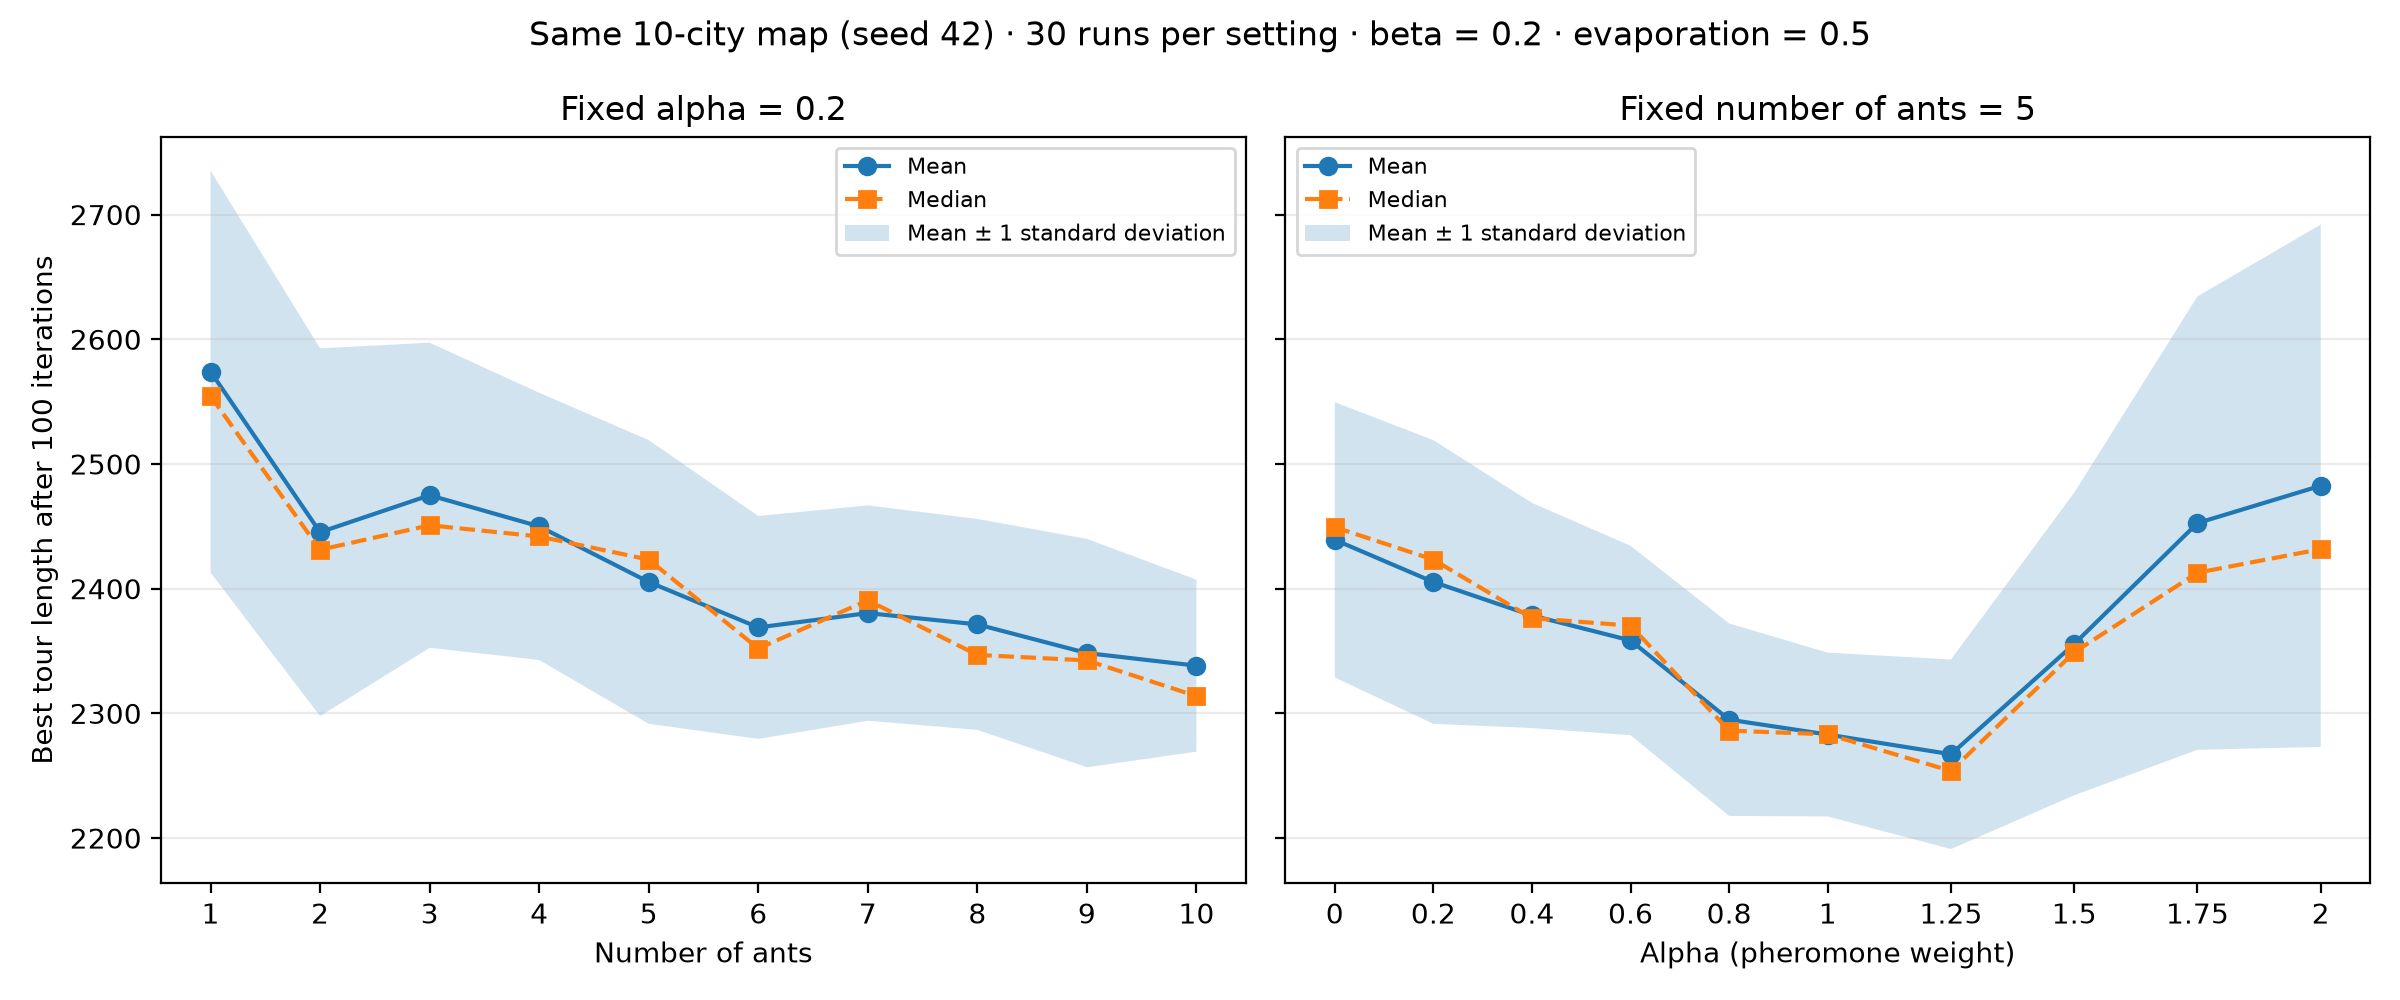 Same 10-city map (seed 42) · 30 runs per setting · beta = 0.2 · evaporation = 0.5
Fixed alpha = 0.2
Mean
Median
Mean ± 1 standard deviation
Best tour length after 100 iterations
2700
2600
2500
2400
2300
2200
1 2 3 4 5 6 7 8 9 10
Number of ants
Fixed number of ants = 5
Mean
Median
Mean ± 1 standard deviation
0 0.2 0.4 0.6 0.8 1 1.25 1.5 1.75 2
Alpha (pheromone weight)